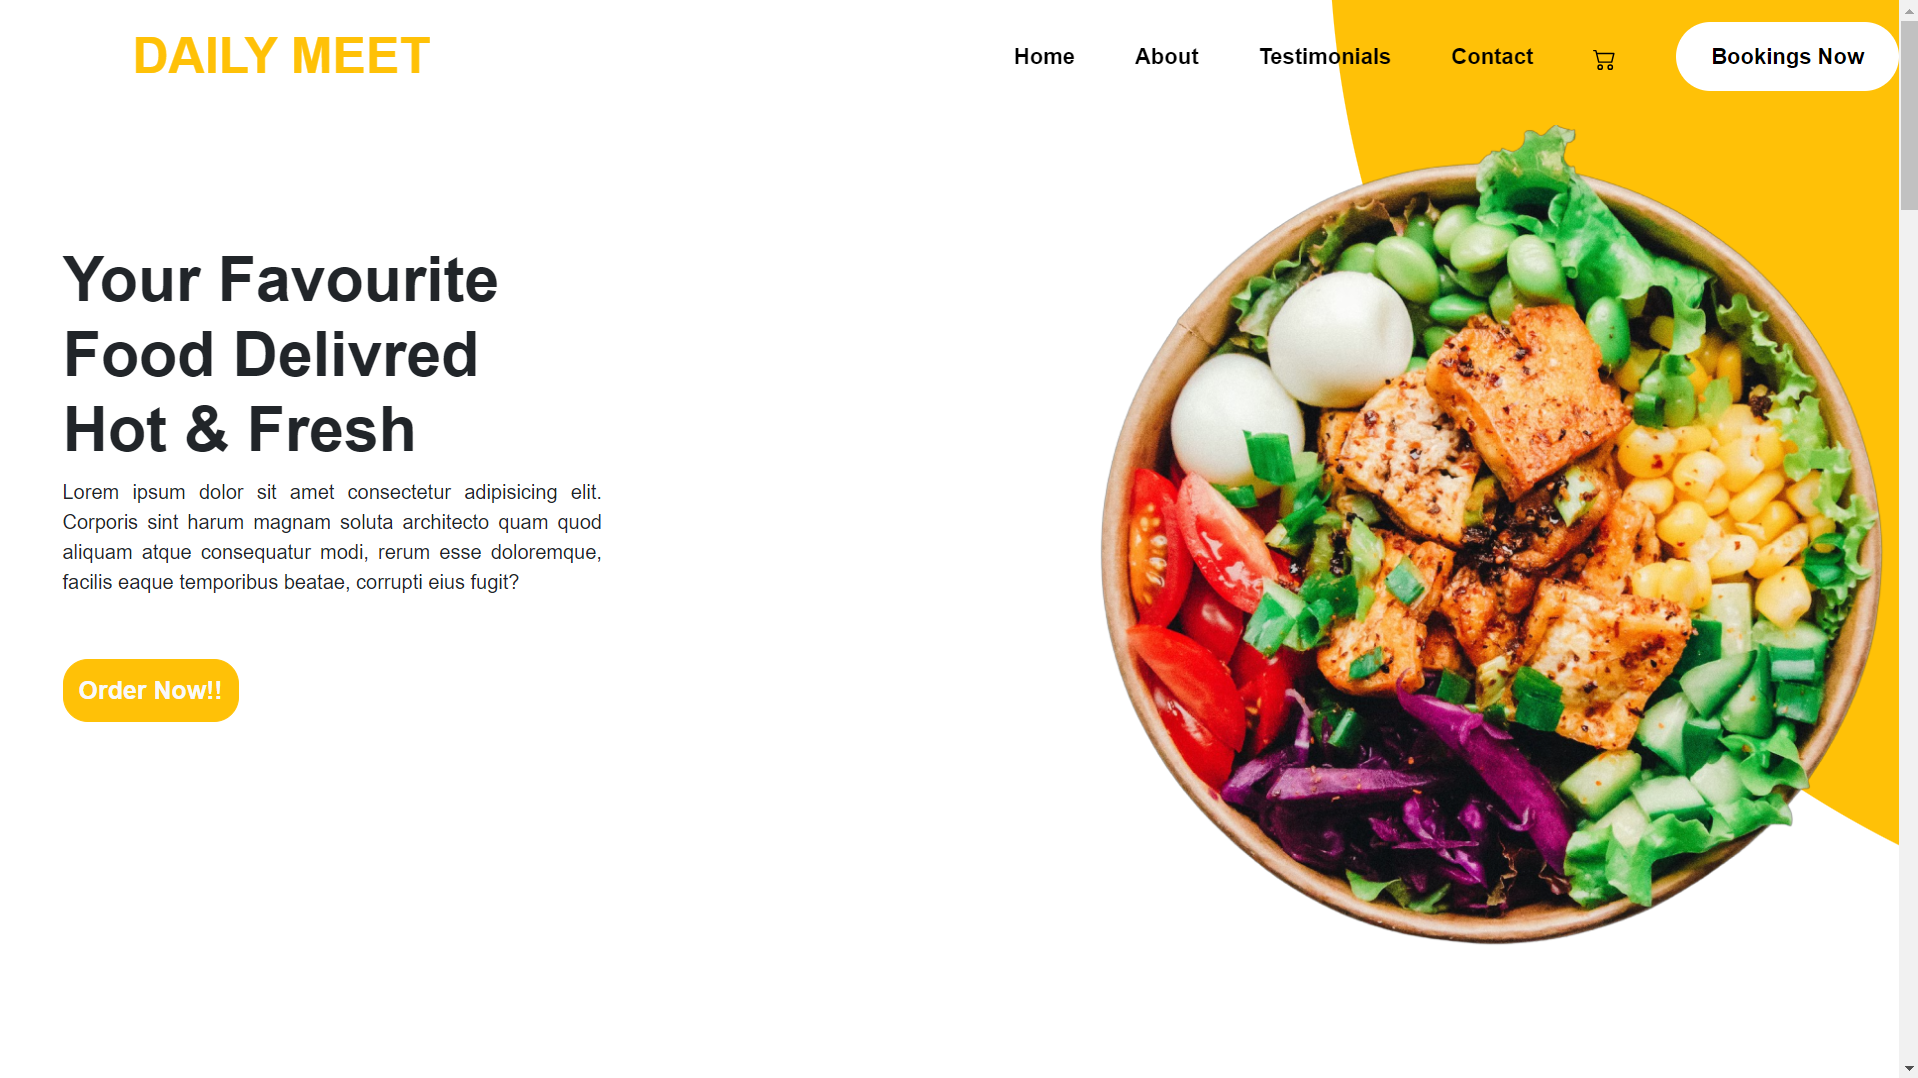 DAILY MEET
Home About Testimonials Contact Bookings Now
Your Favourite
Food Delivred
Hot & Fresh
Lorem ipsum dolor sit amet consectetur adipisicing elit.
Corporis sint harum magnam soluta architecto quam quod
aliquam atque consequatur modi, rerum esse doloremque,
facilis eaque temporibus beatae, corrupti eius fugit?
Order Now!!